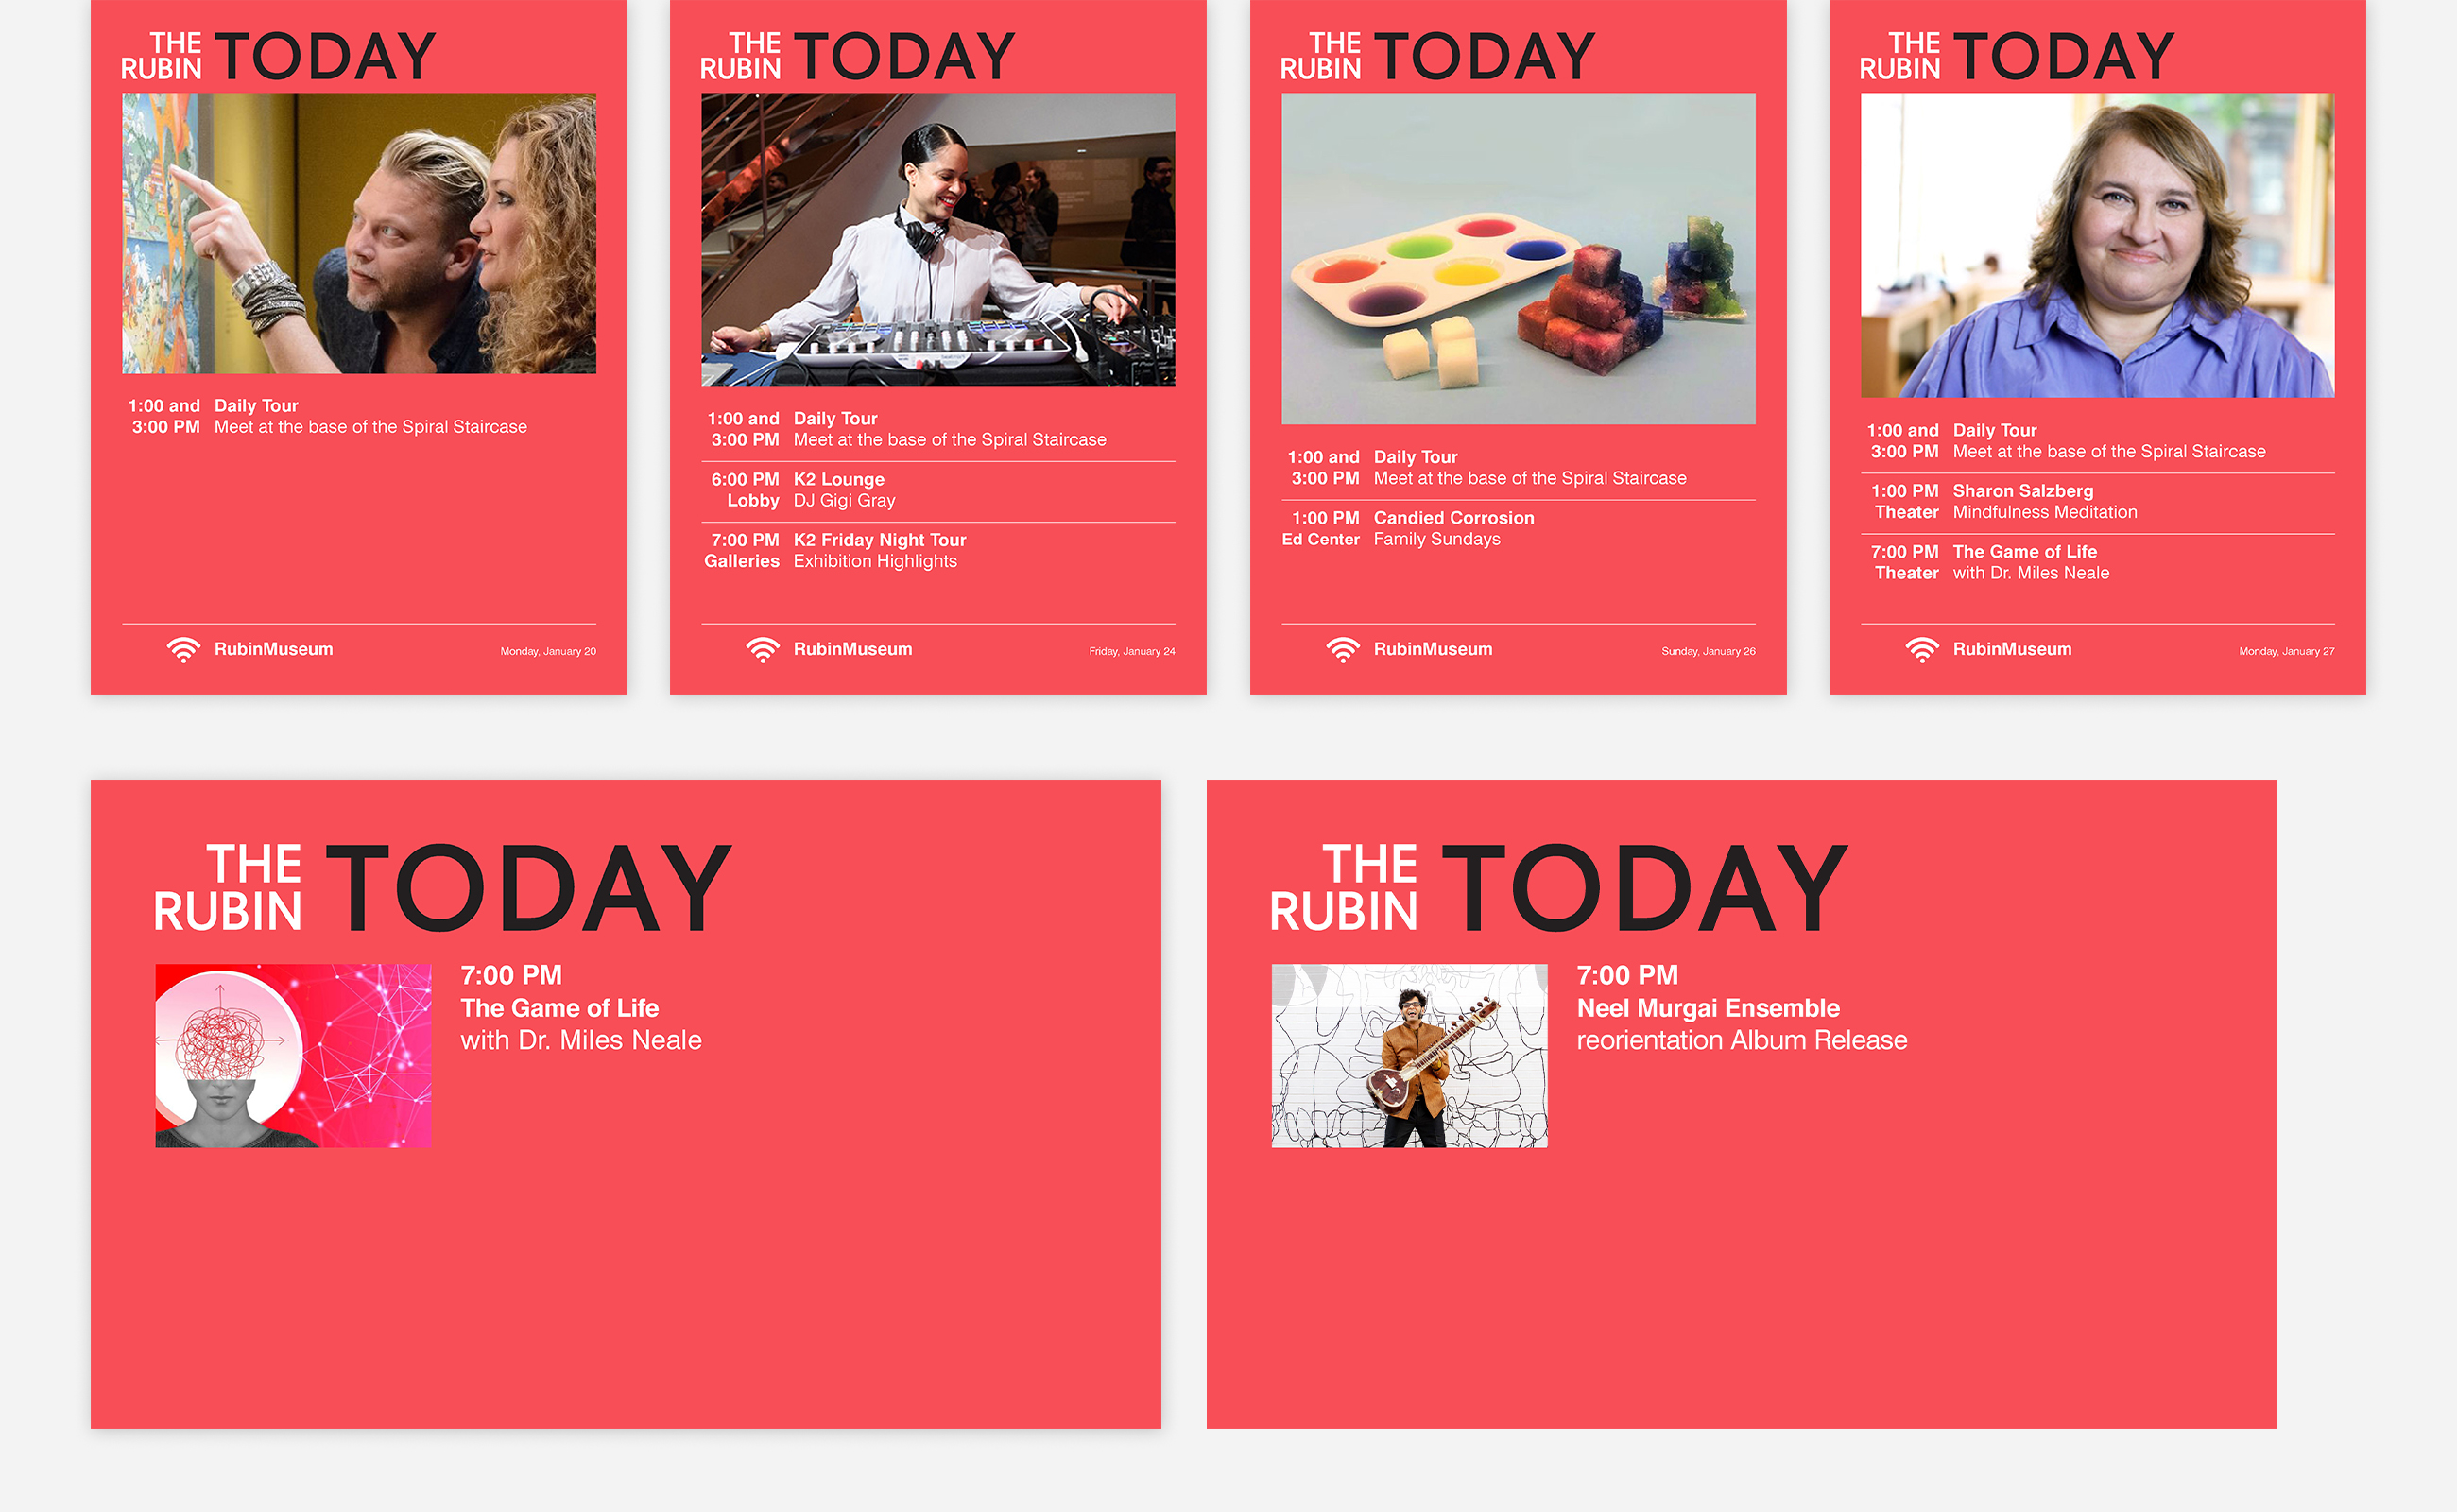 THE
RUBIN
TODAY
1:00 and Daily Tour
3:00 PM Meet at the base of the Spiral Staircase
RubinMuseum Monday, January 20
THE
RUBIN
TODAY
1:00 and Daily Tour
3:00 PM Meet at the base of the Spiral Staircase
6:00 PM K2 Lounge
Lobby DJ Gigi Gray
7:00 PM K2 Friday Night Tour
Galleries Exhibition Highlights
RubinMuseum Friday, January 24
THE
RUBIN
TODAY
1:00 and Daily Tour
3:00 PM Meet at the base of the Spiral Staircase
1:00 PM Candied Corrosion
Ed Center Family Sundays
RubinMuseum Sunday, January 26
THE
RUBIN
TODAY
1:00 and Daily Tour
3:00 PM Meet at the base of the Spiral Staircase
1:00 PM Sharon Salzberg
Theater Mindfulness Meditation
7:00 PM The Game of Life
Theater with Dr. Miles Neale
RubinMuseum Monday, January 27
THE
RUBIN
TODAY
7:00 PM
The Game of Life
with Dr. Miles Neale
THE
RUBIN
TODAY
7:00 PM
Neel Murgai Ensemble
reorientation Album Release